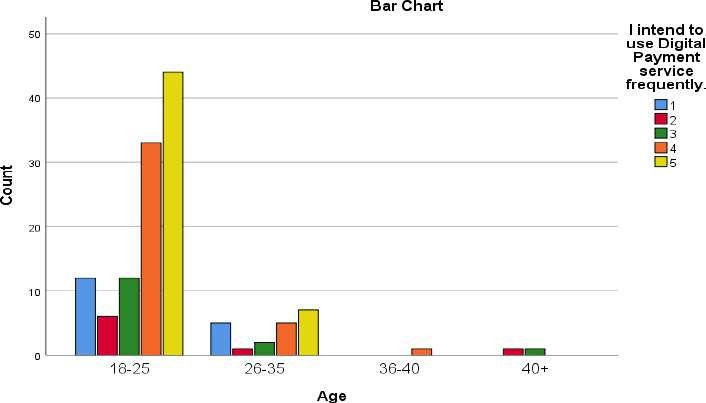 Bar Chart
I intend to
use Digital
Payment
service
frequently.
1
2
3
4
5
50
40
30
20
10
0
Count
18-25
26-35
36-40
40+
Age